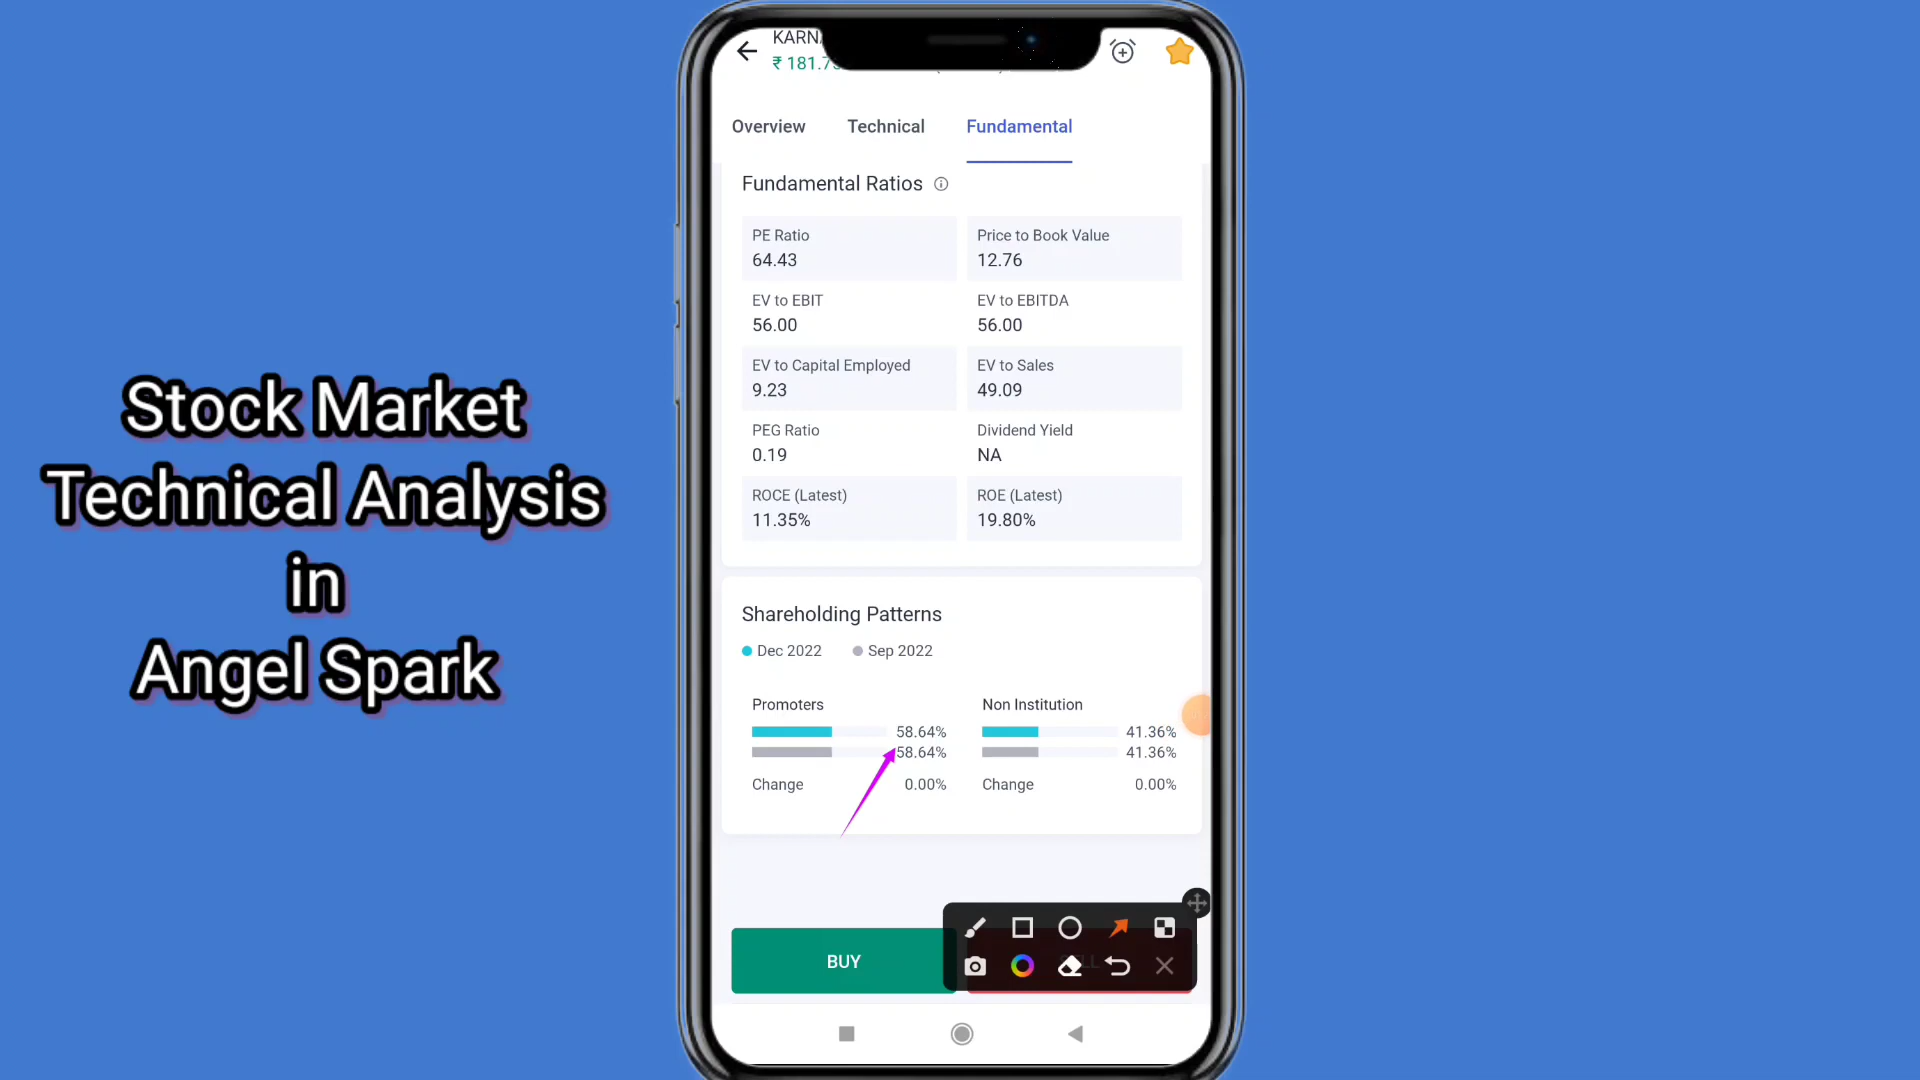 Stock Market
Technical Analysis
in
Angel Spark
Overview Technical Fundamental
Fundamental Ratios
PE Ratio Price to Book Value
64.43 12.76
EV to EBIT EV to EBITDA
56.00 56.00
EV to Capital Employed EV to Sales
9.23 49.09
PEG Ratio Dividend Yield
0.19 NA
ROCE (Latest) ROE (Latest)
11.35% 19.80%
Shareholding Patterns
Dec 2022 Sep 2022
Promoters Non Institution
58.64% 41.36%
58.64% 41.36%
Change 0.00% Change 0.00%
BUY